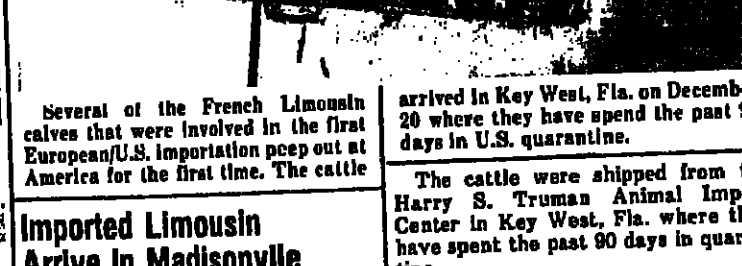 Several of the French Limousin
calves that were involved in the first
European/U.S. importation peep out at
America for the first time. The cattle
arrived in Key West, Fla. on Decemb-
20 where they have spend the past
days in U.S. quarantine.
Imported Limousin
Arrive In Madisonvlle
The cattle were shipped from
Harry S. Truman Animal Imp
Center in Key West, Fla. where th
have spent the past 90 days in quar